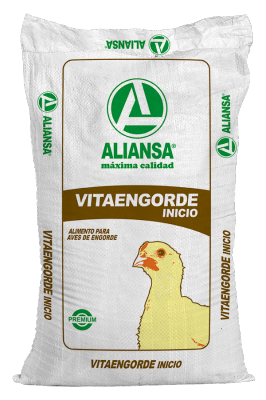 ALIANSA
ALIANSA
ALIANSA®
máxima calidad
VITAENGORDE
INICIO
ALIMENTO PARA
AVES DE ENGORDE
PREMIUM
VITAENGORDE INICIO
VITAENGORDE INICIO
VITAENGORDE INICIO